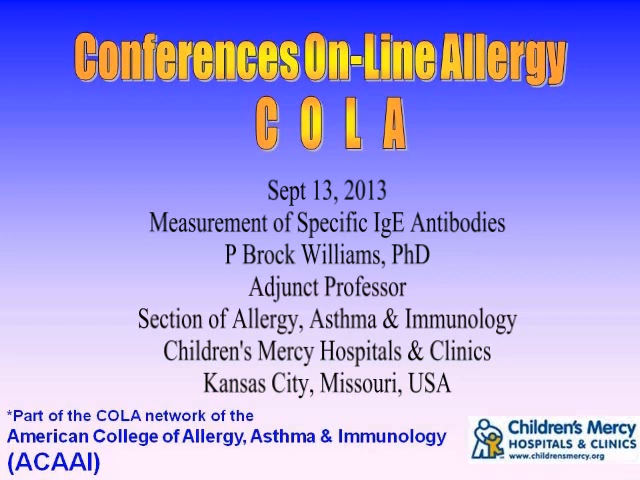 Conferences On-Line Allergy
C O L A
Sept 13, 2013
Measurement of Specific IgE Antibodies
P Brock Williams, PhD
Adjunct Professor
Section of Allergy, Asthma & Immunology
Children's Mercy Hospitals & Clinics
Kansas City, Missouri, USA
*Part of the COLA network of the
American College of Allergy, Asthma & Immunology
(ACAAI)
Children's Mercy
HOSPITALS & CLINICS
www.childrensmercy.org